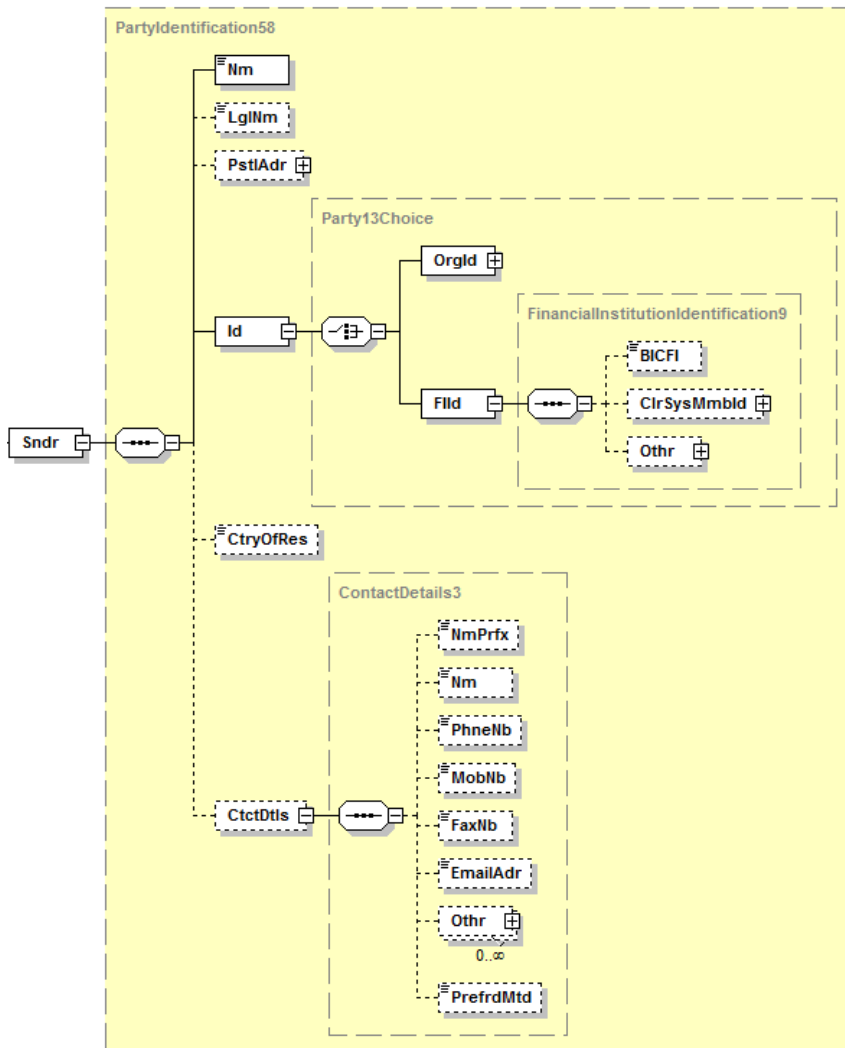 PartyIdentification58
Nm
LglNm
PstlAdr
Party13Choice
OrgId
FinancialInstitutionIdentification9
BICFI
Id
FIId
ClrSysMmbId
Othr
Sndr
CtryOfRes
ContactDetails3
NmPrfx
Nm
PhneNb
MobNb
CtctDtls
FaxNb
EmailAdr
Othr
0..∞
PrefrdMtd